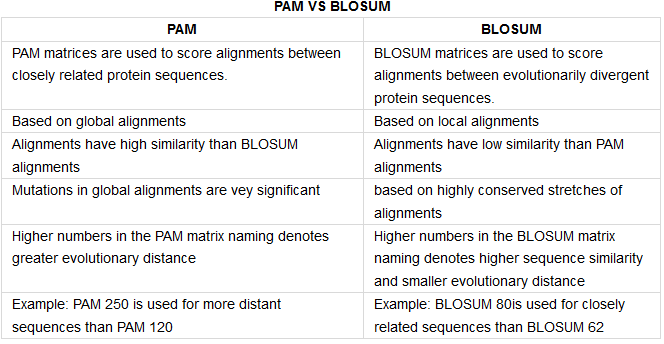 PAM VS BLOSUM
PAM
BLOSUM
PAM matrices are used to score alignments between
closely related protein sequences.
BLOSUM matrices are used to score
alignments between evolutionarily divergent
protein sequences.
Based on global alignments
Based on local alignments
Alignments have high similarity than BLOSUM
alignments
Alignments have low similarity than PAM
alignments
Mutations in global alignments are vey significant
based on highly conserved stretches of
alignments
Higher numbers in the PAM matrix naming denotes
greater evolutionary distance
Higher numbers in the BLOSUM matrix
naming denotes higher sequence similarity
and smaller evolutionary distance
Example: PAM 250 is used for more distant
sequences than PAM 120
Example: BLOSUM 80is used for closely
related sequences than BLOSUM 62